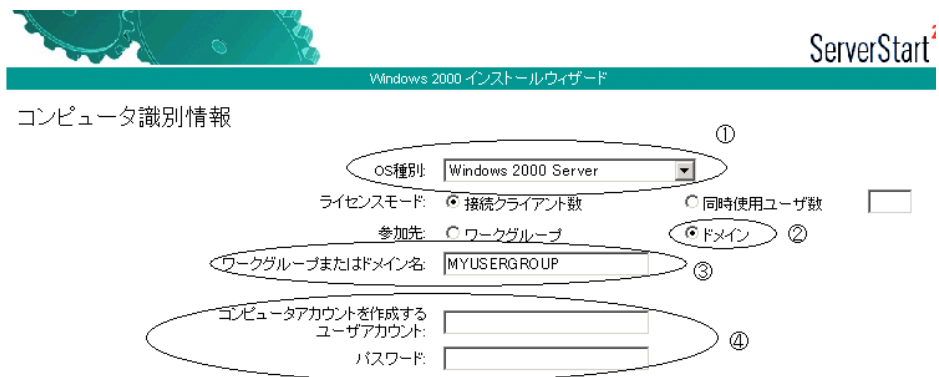 ServerStart 2
Windows 2000 インストールウィザード
コンピュータ識別情報
①
OS種別: Windows 2000 Server
ライセンスモード: 接続クライアント数 同時使用ユーザ数
参加先: ワークグループ ドメイン ②
ワークグループまたはドメイン名: MYUSERGROUP ③
コンピュータアカウントを作成する
ユーザアカウント:
④
パスワード: